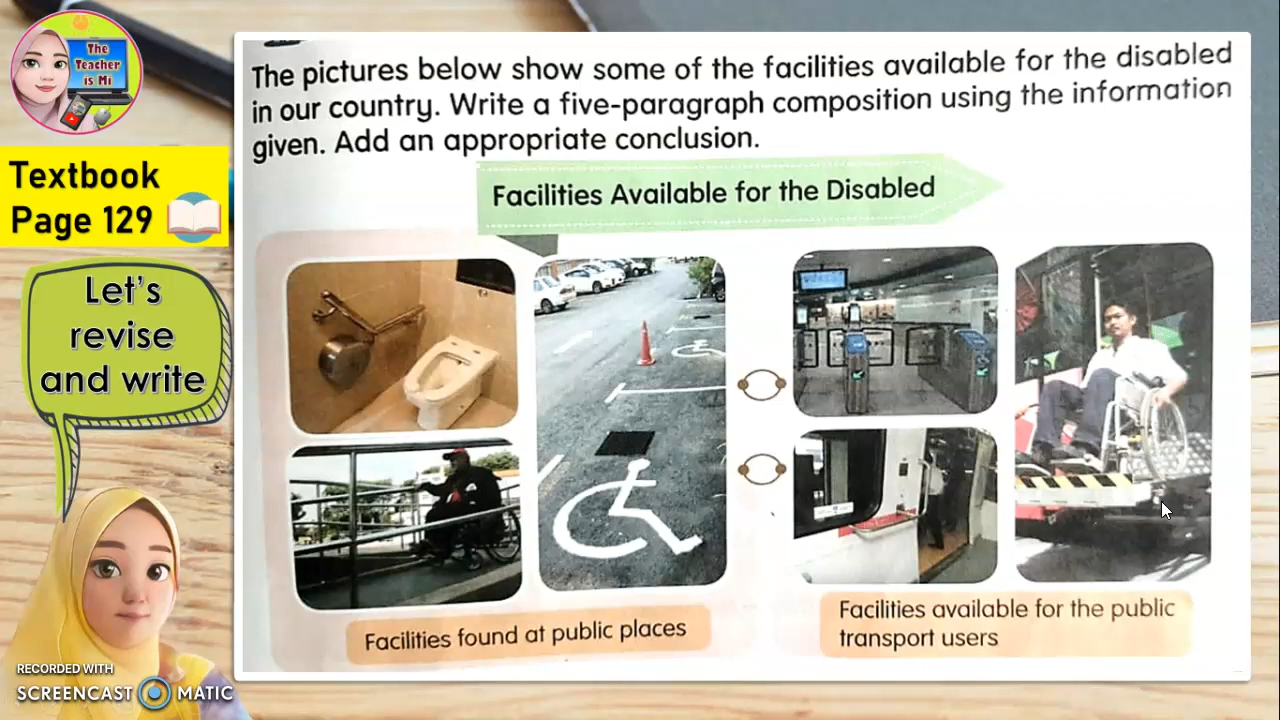 The
Teacher
is Mi
Textbook
Page 129
Let's
revise
and write
The pictures below show some of the facilities available for the disabled
in our country. Write a five-paragraph composition using the information
given. Add an appropriate conclusion.
Facilities Available for the Disabled
Facilities found at public places
Facilities available for the public
transport users
RECORDED WITH
SCREENCAST MATIC